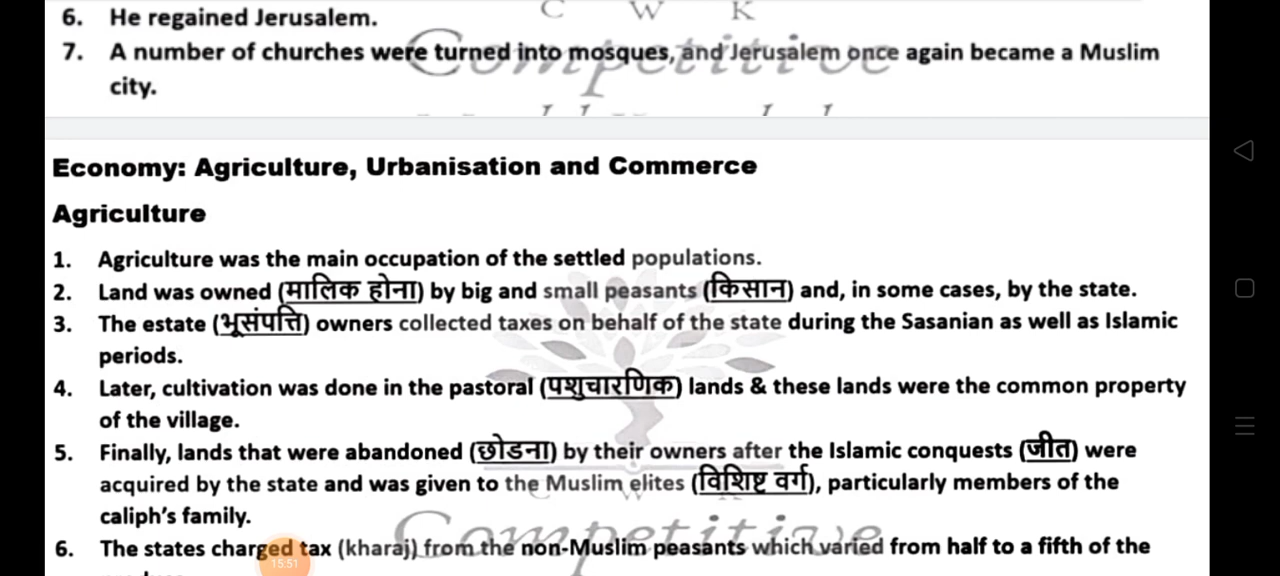 C W K
6. He regained Jerusalem.
Competitive
7. A number of churches were turned into mosques, and Jerusalem once again became a Muslim
city.
Economy: Agriculture, Urbanisation and Commerce
Agriculture
1. Agriculture was the main occupation of the settled populations.
2. Land was owned (मालिक होना) by big and small peasants (किसान) and, in some cases, by the state.
3. The estate (भूसंपत्ति) owners collected taxes on behalf of the state during the Sasanian as well as Islamic
periods.
4. Later, cultivation was done in the pastoral (पशुचारणिक) lands & these lands were the common property
of the village.
5. Finally, lands that were abandoned (छोडना) by their owners after the Islamic conquests (जीत) were
acquired by the state and was given to the Muslim elites (विशिष्ट वर्ग), particularly members of the
caliph's family.
Competitive
6. The states charged tax (kharaj) from the non-Muslim peasants which varied from half to a fifth of the
15:51